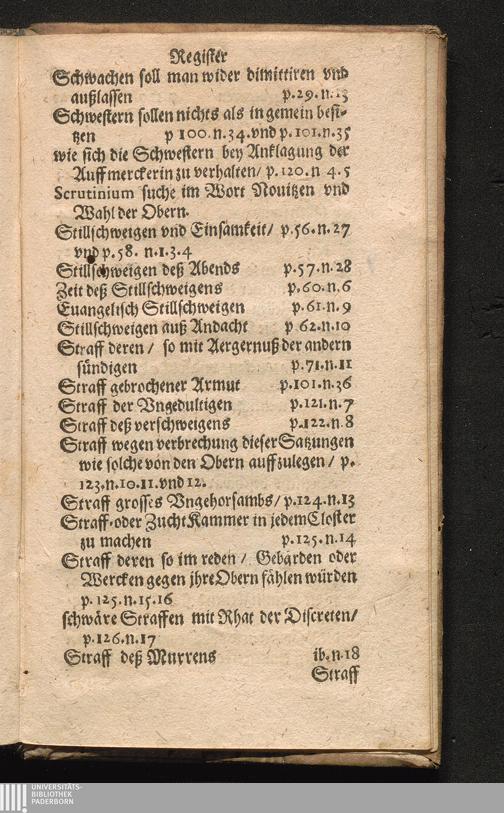 Register
Schwachen soll man wider dimittiren vnd
außlassen p.29.n.13
Schwestern sollen nichts als in gemein besi-
tzen p 100.n.34.vnd p.101.n.35
wie sich die Schwestern bey Anklagung der
Auffmerckerin zu verhalten/ p.120.n 4.5
Scrutinium suche im Wort Nouitzen vnd
Wahl der Obern.
Stillschweigen vnd Einsamkeit/ p.56.n.27
vnd p.58. n.1.3.4
Stillschweigen deß Abends p.57.n.28
Zeit deß Stillschweigens p.60.n.6
Euangelisch Stillschweigen p.61.n.9
Stillschweigen auß Andacht p 62.n.10
Straff deren/ so mit Aergernuß der andern
sündigen p.71.n.11
Straff gebrochener Armut p.101.n.36
Straff der Vngedultigen p.121.n.7
Straff deß verschweigens p.122.n.8
Straff wegen verbrechung dieser Satzungen
wie solche von den Obern auffzulegen/ p.
123.n.10.11.vnd 12.
Straff grosses Vngehorsambs/ p.124.n.13
Straff-oder Zucht Kammer in jedem Closter
zu machen p.125.n.14
Straff deren so im reden/ Gebärden oder
Wercken gegen jhre Obern fählen würden
p.125.n.15.16
schwäre Straffen mit Rhat der Discreten/
p.126.n.17
Straff deß Murrens ib.n.18
Straff
UNIVERSITÄTS-
BIBLIOTHEK
PADERBORN